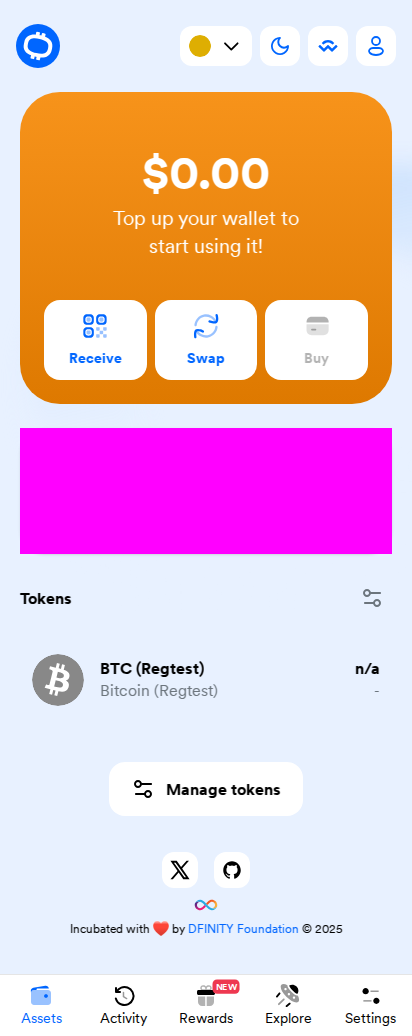 $0.00
Top up your wallet to
start using it!
Receive
Swap
Buy
Tokens
BTC (Regtest)
n/a
Bitcoin (Regtest)
-
Manage tokens
Incubated with ❤️ by DFINITY Foundation © 2025
NEW
Assets
Activity
Rewards
Explore
Settings